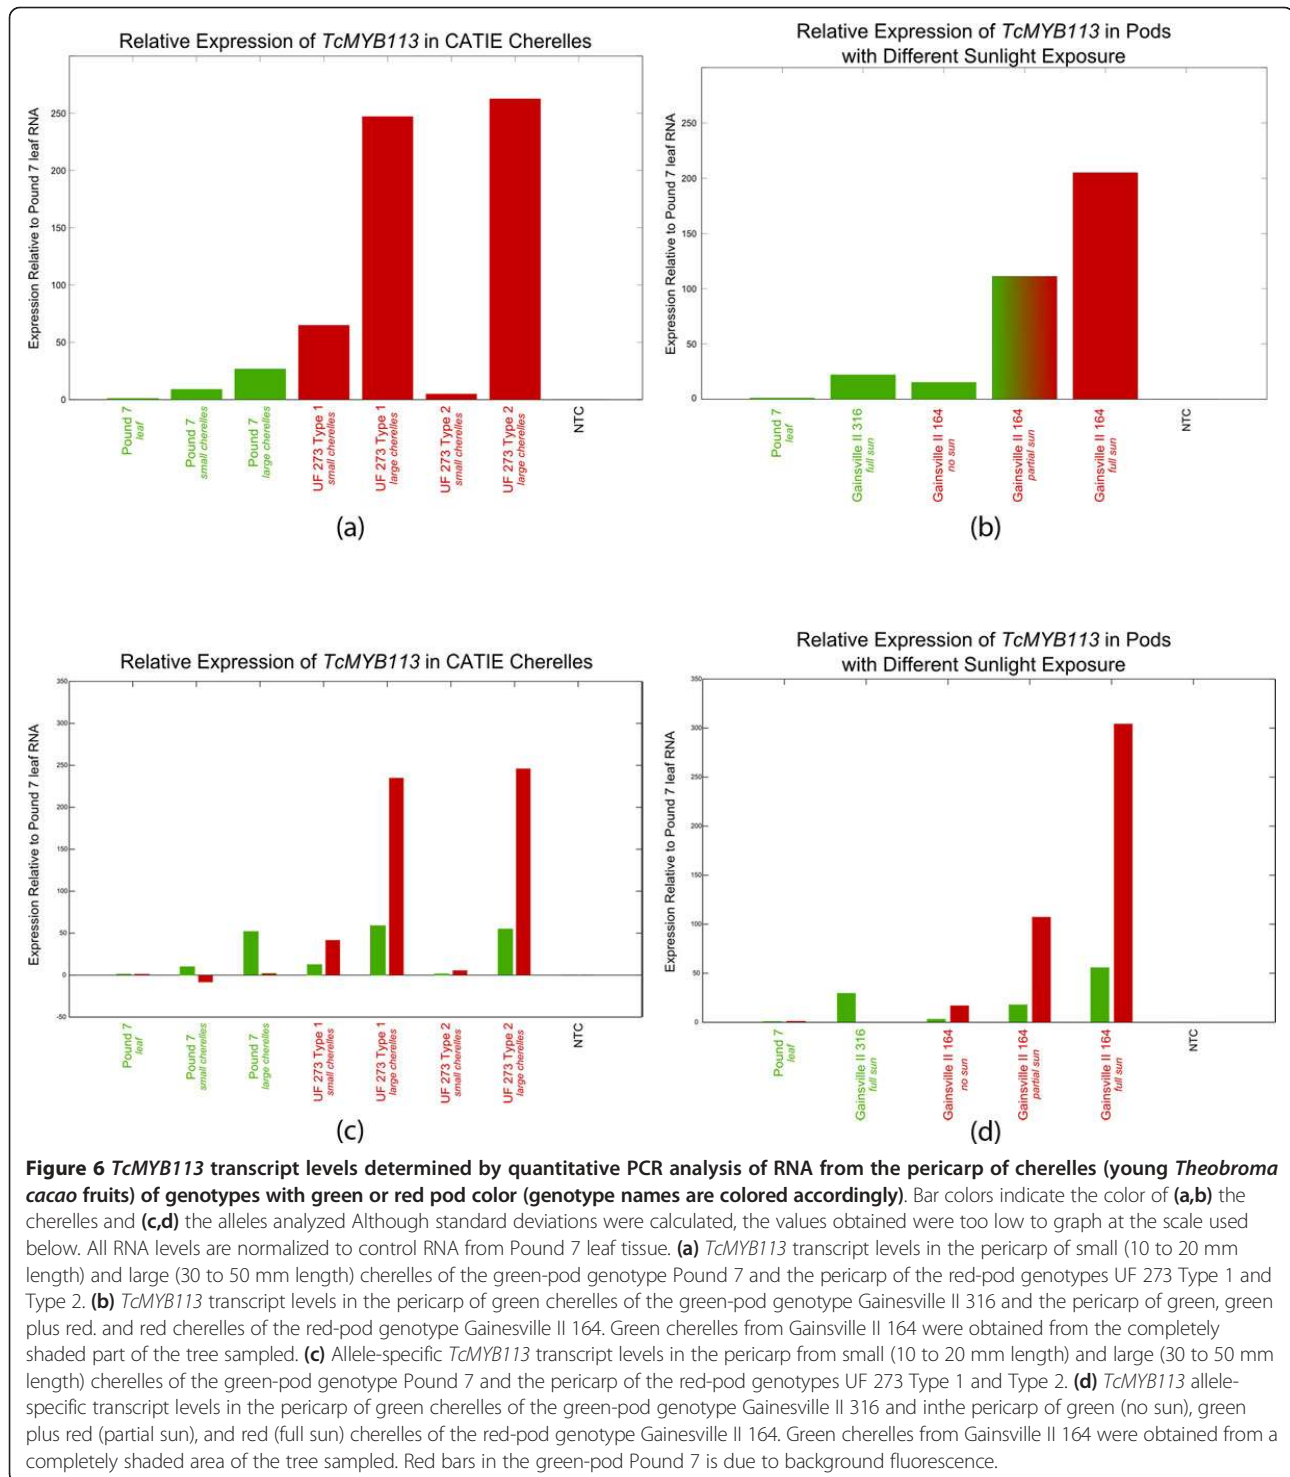 Relative Expression of TcMYB113 in CATIE Cherelles
Expression Relative to Pound 7 leaf RNA
250
200
150
100
50
0
Pound 7
leaf
Pound 7
small cherelles
Pound 7
large cherelles
UF 273 Type 1
small cherelles
UF 273 Type 1
large cherelles
UF 273 Type 2
small cherelles
UF 273 Type 2
large cherelles
NTC
(a)
Relative Expression of TcMYB113 in Pods
with Different Sunlight Exposure
Expression Relative to Pound 7 leaf RNA
250
200
150
100
50
0
Pound 7
leaf
Gainsville II 316
full sun
Gainsville II 164
no sun
Gainsville II 164
partial sun
Gainsville II 164
full sun
NTC
(b)
Relative Expression of TcMYB113 in CATIE Cherelles
Expression Relative to Pound 7 leaf RNA
350
300
250
200
150
100
50
0
-50
Pound 7
leaf
Pound 7
small cherelles
Pound 7
large cherelles
UF 273 Type 1
small cherelles
UF 273 Type 1
large cherelles
UF 273 Type 2
small cherelles
UF 273 Type 2
large cherelles
NTC
(c)
Relative Expression of TcMYB113 in Pods
with Different Sunlight Exposure
Expression Relative to Pound 7 leaf RNA
350
300
250
200
150
100
50
0
Pound 7
leaf
Gainsville II 316
full sun
Gainsville II 164
no sun
Gainsville II 164
partial sun
Gainsville II 164
full sun
NTC
(d)
Figure 6 TcMYB113 transcript levels determined by quantitative PCR analysis of RNA from the pericarp of cherelles (young Theobroma
cacao fruits) of genotypes with green or red pod color (genotype names are colored accordingly). Bar colors indicate the color of (a,b) the
cherelles and (c,d) the alleles analyzed Although standard deviations were calculated, the values obtained were too low to graph at the scale used
below. All RNA levels are normalized to control RNA from Pound 7 leaf tissue. (a) TcMYB113 transcript levels in the pericarp of small (10 to 20 mm
length) and large (30 to 50 mm length) cherelles of the green-pod genotype Pound 7 and the pericarp of the red-pod genotypes UF 273 Type 1 and
Type 2. (b) TcMYB113 transcript levels in the pericarp of green cherelles of the green-pod genotype Gainesville II 316 and the pericarp of green, green
plus red. and red cherelles of the red-pod genotype Gainesville II 164. Green cherelles from Gainsville II 164 were obtained from the completely
shaded part of the tree sampled. (c) Allele-specific TcMYB113 transcript levels in the pericarp from small (10 to 20 mm length) and large (30 to 50 mm
length) cherelles of the green-pod genotype Pound 7 and the pericarp of the red-pod genotypes UF 273 Type 1 and Type 2. (d) TcMYB113 allele-
specific transcript levels in the pericarp of green cherelles of the green-pod genotype Gainesville II 316 and inthe pericarp of green (no sun), green
plus red (partial sun), and red (full sun) cherelles of the red-pod genotype Gainesville II 164. Green cherelles from Gainsville II 164 were obtained from a
completely shaded area of the tree sampled. Red bars in the green-pod Pound 7 is due to background fluorescence.